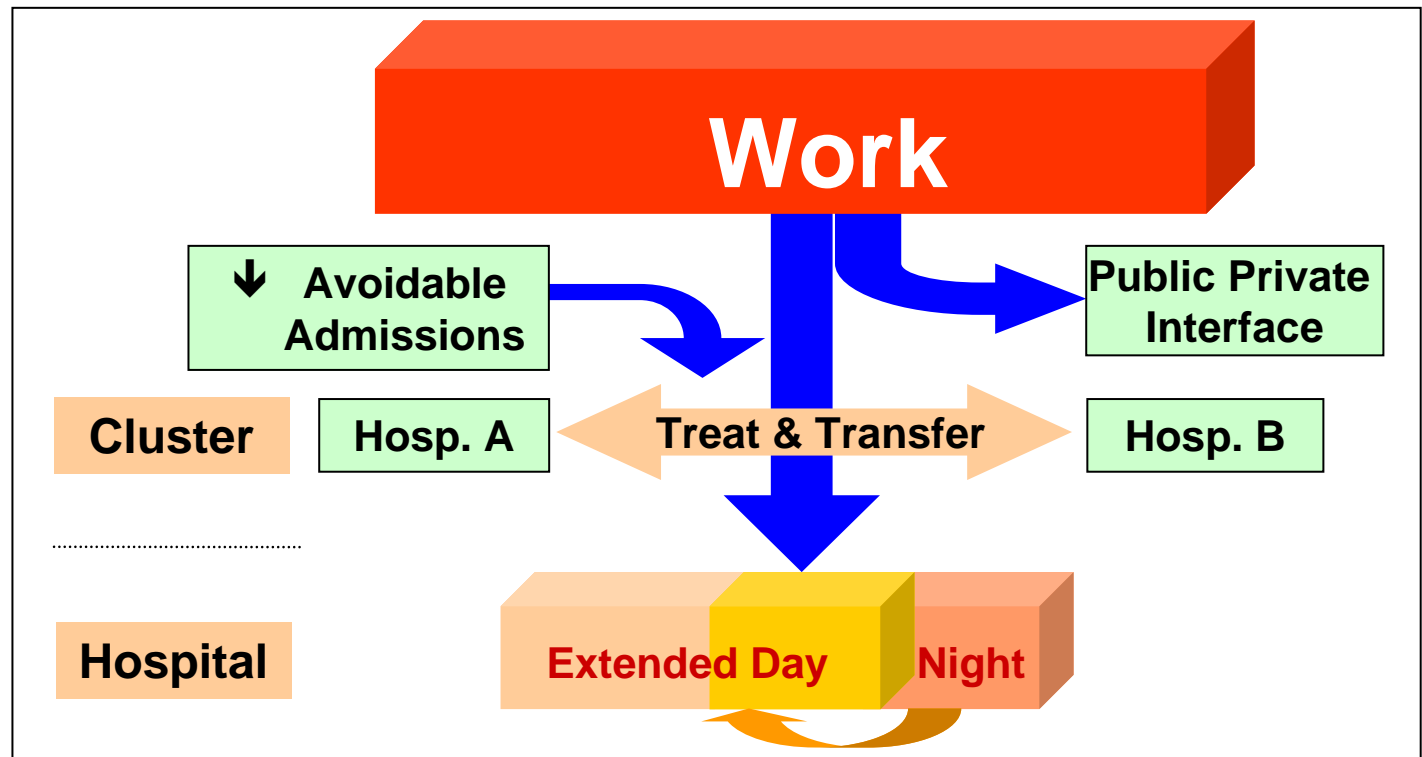 Work
↓ Avoidable
Admissions
Public Private
Interface
Cluster
Hosp. A
Treat & Transfer
Hosp. B
Hospital
Extended Day
Night